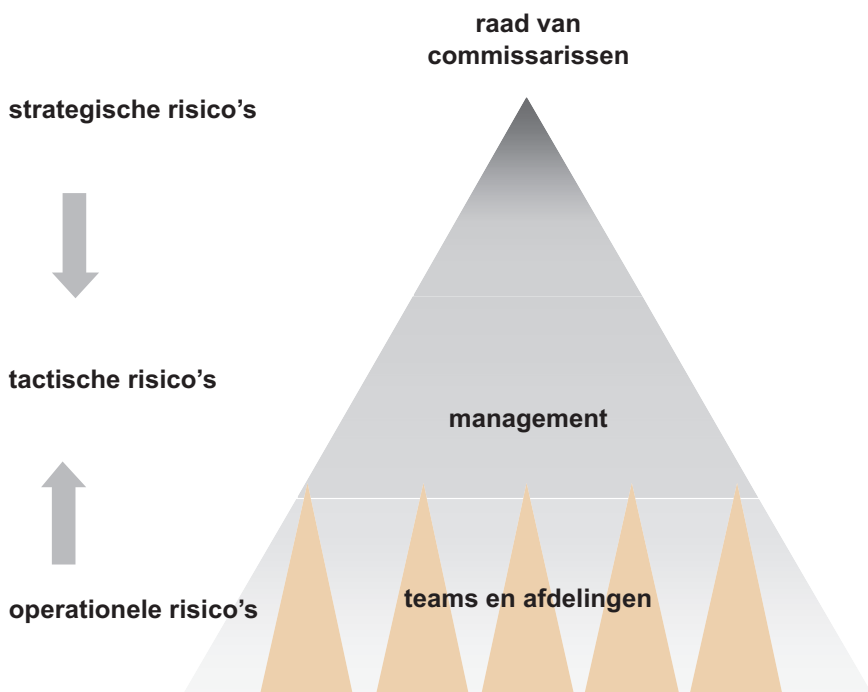 raad van
commissarissen
strategische risico’s
tactische risico’s
management
teams en afdelingen
operationele risico’s